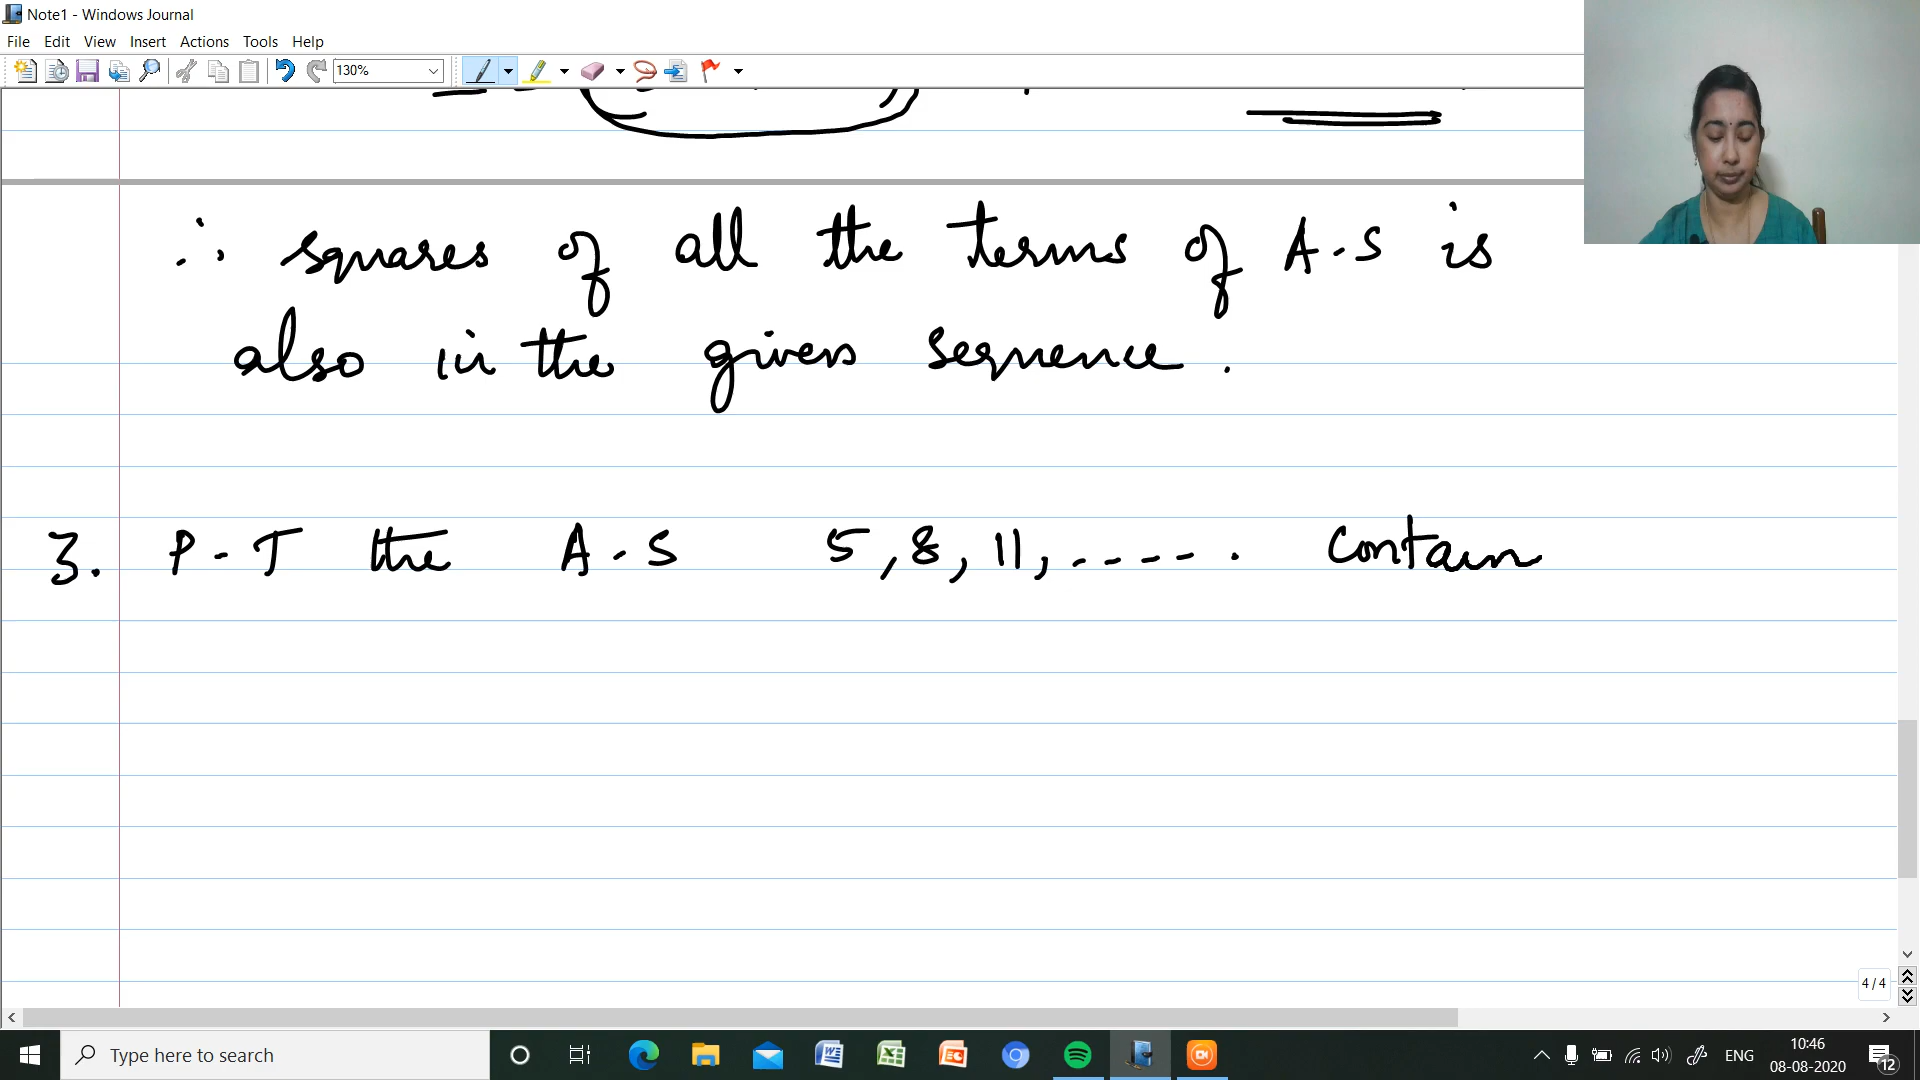 Note1 - Windows Journal
File Edit View Insert Actions Tools Help
130%
∴ squares of all the terms of A.S is
also in the given sequence.
3. P.T the A.S 5, 8, 11, ...... contain
4 / 4
Type here to search
ENG
10:46
08-08-2020
12